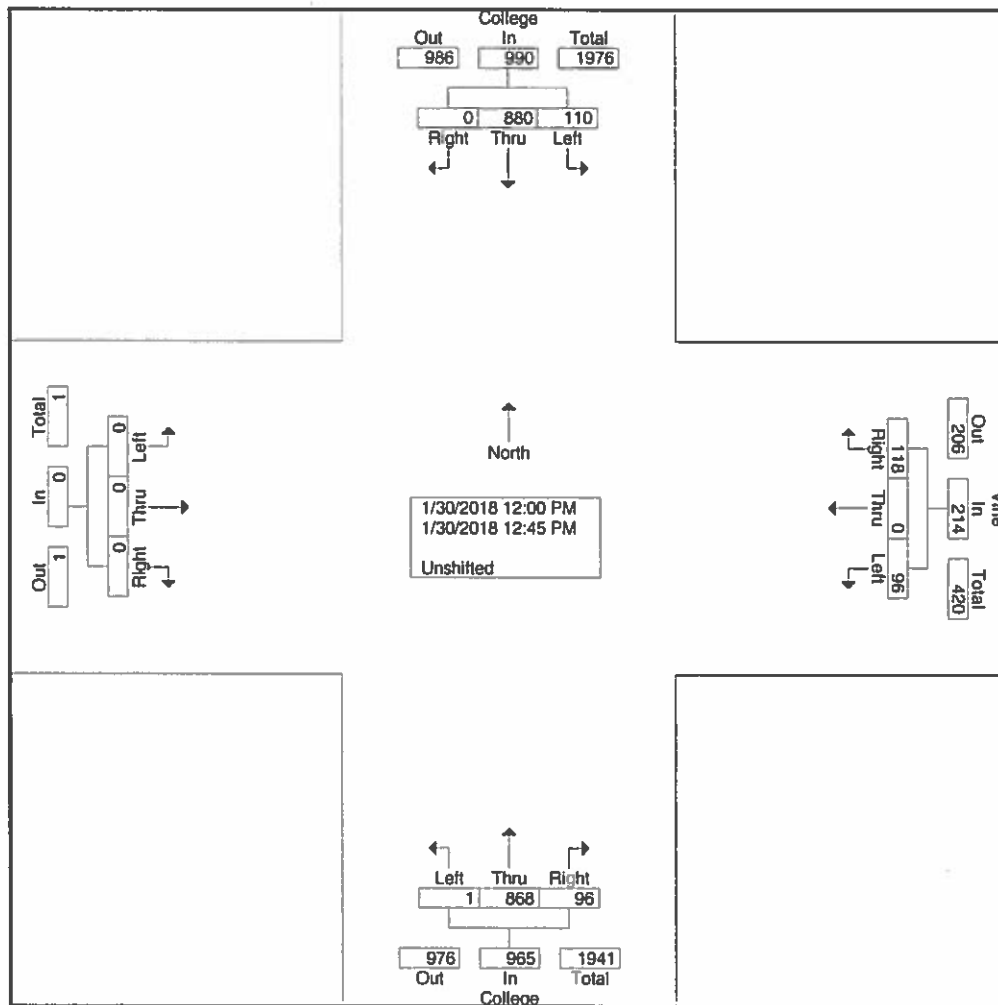 College
Out In Total
986 990 1976
0 880 110
Right Thru Left
Total In Out
1 0 1
0 0 0
Left Thru Right
North
1/30/2018 12:00 PM
1/30/2018 12:45 PM
Unshifted
Right Thru Left
118 0 96
Out In Total
206 214 420
Left Thru Right
1 868 96
976 965 1941
Out In Total
College